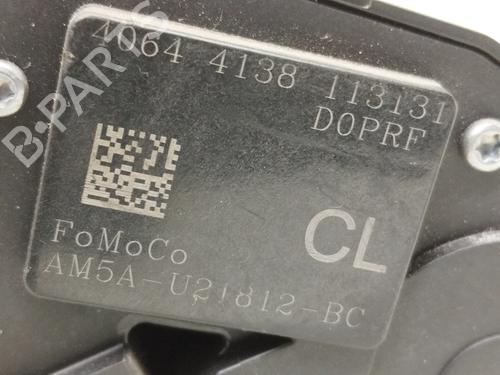 4064 4138 113131
D0PRF
CL
FoMoCo
AM5A-U21812-BC
B-PARTS